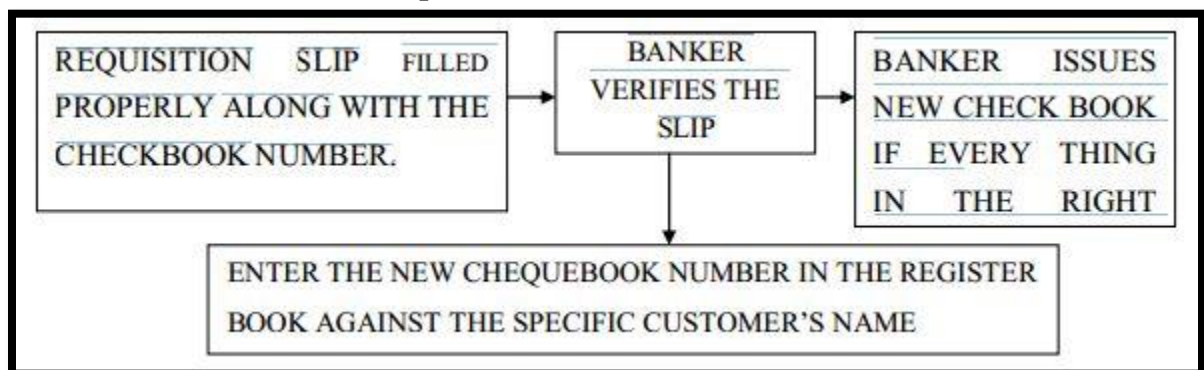 REQUISITION SLIP FILLED
PROPERLY ALONG WITH THE
CHECKBOOK NUMBER.
BANKER
VERIFIES THE
SLIP
BANKER ISSUES
NEW CHECK BOOK
IF EVERY THING
IN THE RIGHT
ENTER THE NEW CHEQUEBOOK NUMBER IN THE REGISTER
BOOK AGAINST THE SPECIFIC CUSTOMER'S NAME